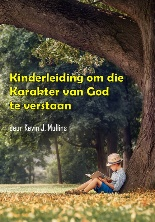 Kinderleiding om die
Karakter van God
te verstaan
deur Kevin J. Mullins